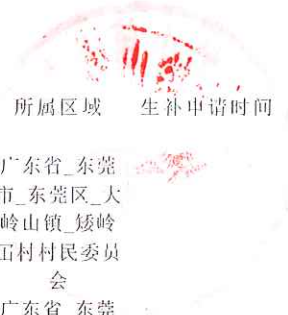 所属区域 生补申请时间
广东省_东莞
市_东莞区_大
岭山镇_矮岭
冚村村民委员
会
广东省_东莞